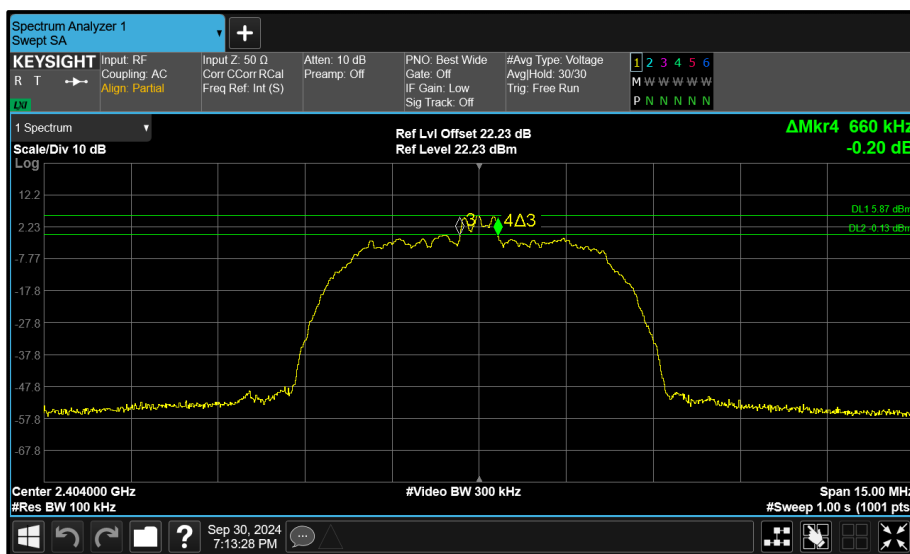 Spectrum Analyzer 1
Swept SA
+
KEYSIGHT
R T
LXI
Input: RF
Coupling: AC
Align: Partial
Input Z: 50 Ω
Corr CCorr RCal
Freq Ref: Int (S)
Atten: 10 dB
Preamp: Off
PNO: Best Wide
Gate: Off
IF Gain: Low
Sig Track: Off
#Avg Type: Voltage
Avg|Hold: 30/30
Trig: Free Run
1 2 3 4 5 6
M W W W W W
P N N N N N
1 Spectrum
Scale/Div 10 dB
Ref Lvl Offset 22.23 dB
Ref Level 22.23 dBm
ΔMkr4 660 kHz
-0.20 dB
Log
12.2
2.23
-7.77
-17.8
-27.8
-37.8
-47.8
-57.8
-67.8
3
4Δ3
DL1 5.87 dBm
DL2 -0.13 dBm
Center 2.404000 GHz
#Video BW 300 kHz
Span 15.00 MHz
#Res BW 100 kHz
#Sweep 1.00 s (1001 pts
?
Sep 30, 2024
7:13:28 PM